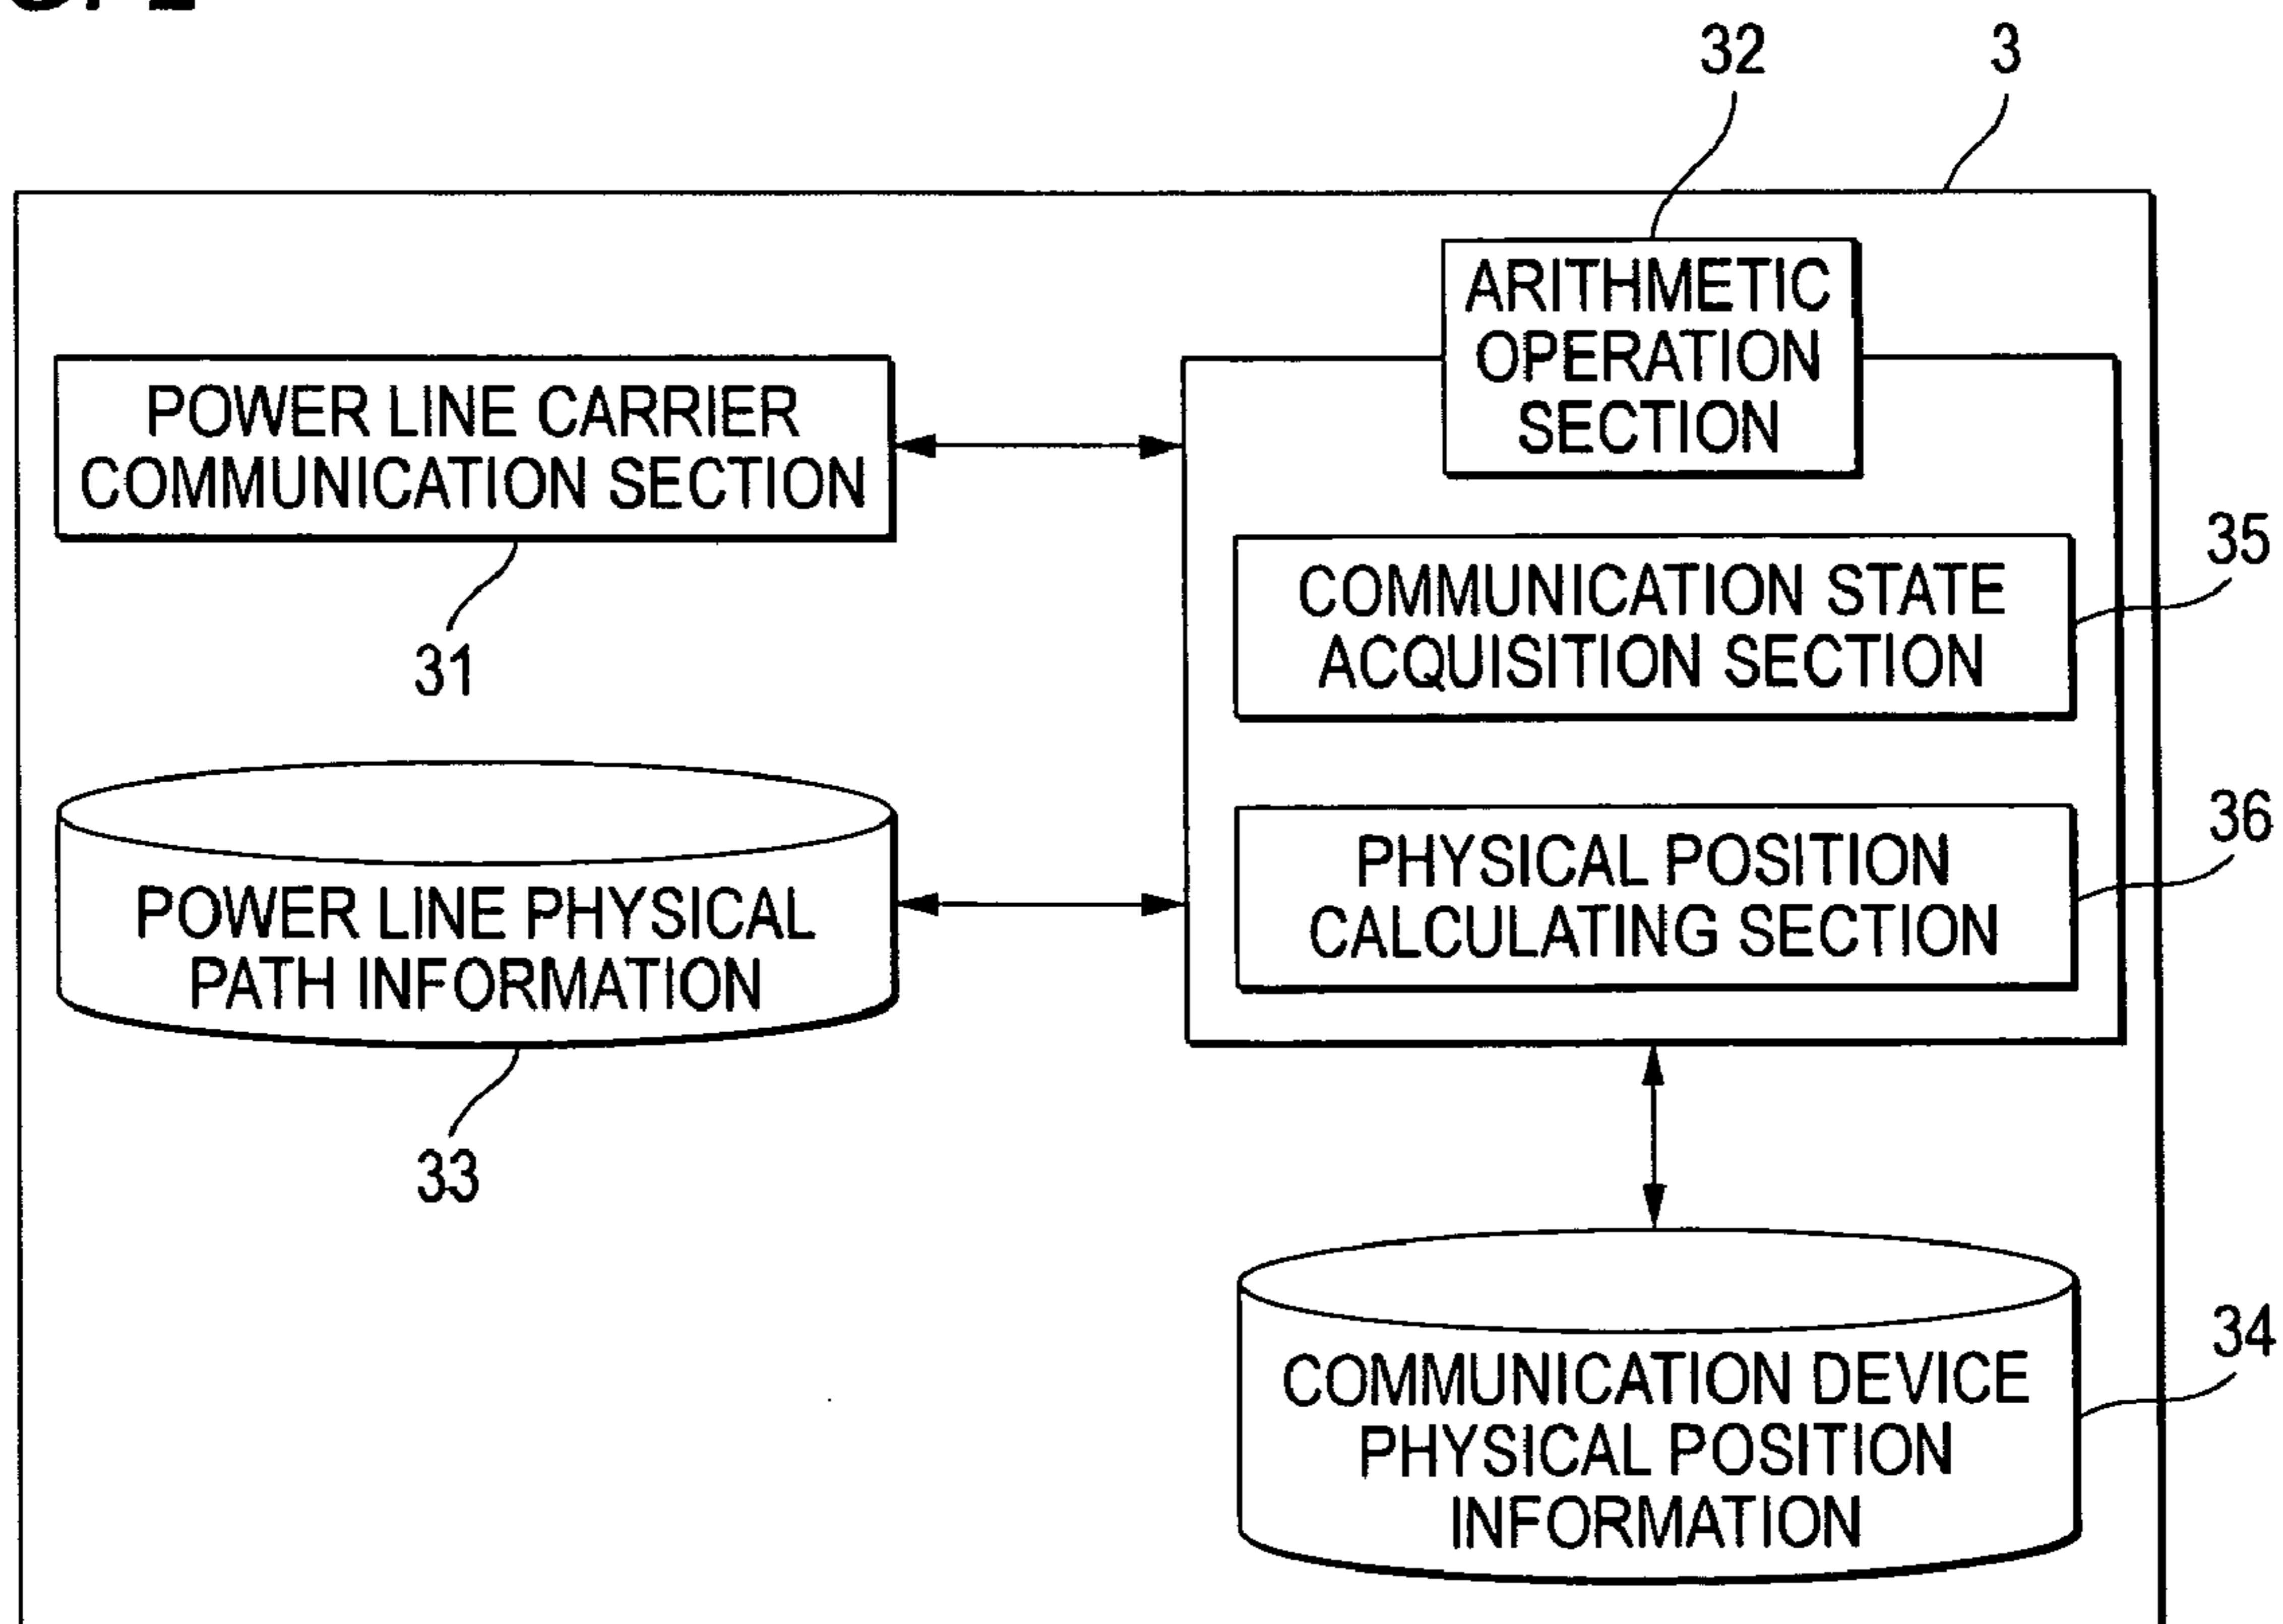 32
3
ARITHMETIC
OPERATION
SECTION
POWER LINE CARRIER
COMMUNICATION SECTION
31
COMMUNICATION STATE
ACQUISITION SECTION
35
PHYSICAL POSITION
CALCULATING SECTION
36
POWER LINE PHYSICAL
PATH INFORMATION
33
COMMUNICATION DEVICE
PHYSICAL POSITION
INFORMATION
34